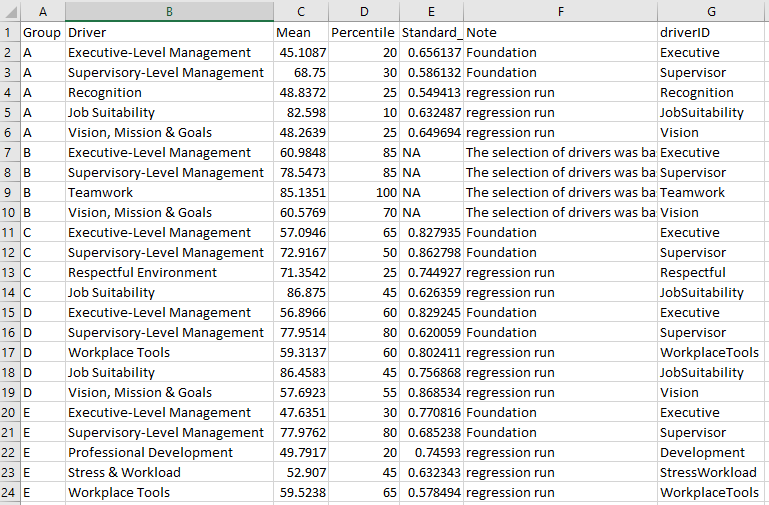 A B C D E F G
1 Group Driver Mean Percentile Standard_ Note driverID
2 A Executive-Level Management 45.1087 20 0.656137 Foundation Executive
3 A Supervisory-Level Management 68.75 30 0.586132 Foundation Supervisor
4 A Recognition 48.8372 25 0.549413 regression run Recognition
5 A Job Suitability 82.598 10 0.632487 regression run JobSuitability
6 A Vision, Mission & Goals 48.2639 25 0.649694 regression run Vision
7 B Executive-Level Management 60.9848 85 NA The selection of drivers was ba Executive
8 B Supervisory-Level Management 78.5473 85 NA The selection of drivers was ba Supervisor
9 B Teamwork 85.1351 100 NA The selection of drivers was ba Teamwork
10 B Vision, Mission & Goals 60.5769 70 NA The selection of drivers was ba Vision
11 C Executive-Level Management 57.0946 65 0.827935 Foundation Executive
12 C Supervisory-Level Management 72.9167 50 0.862798 Foundation Supervisor
13 C Respectful Environment 71.3542 25 0.744927 regression run Respectful
14 C Job Suitability 86.875 45 0.626359 regression run JobSuitability
15 D Executive-Level Management 56.8966 60 0.829245 Foundation Executive
16 D Supervisory-Level Management 77.9514 80 0.620059 Foundation Supervisor
17 D Workplace Tools 59.3137 60 0.802411 regression run WorkplaceTools
18 D Job Suitability 86.4583 45 0.756868 regression run JobSuitability
19 D Vision, Mission & Goals 57.6923 55 0.868534 regression run Vision
20 E Executive-Level Management 47.6351 30 0.770816 Foundation Executive
21 E Supervisory-Level Management 77.9762 80 0.685238 Foundation Supervisor
22 E Professional Development 49.7917 20 0.74593 regression run Development
23 E Stress & Workload 52.907 45 0.632343 regression run StressWorkload
24 E Workplace Tools 59.5238 65 0.578494 regression run WorkplaceTools